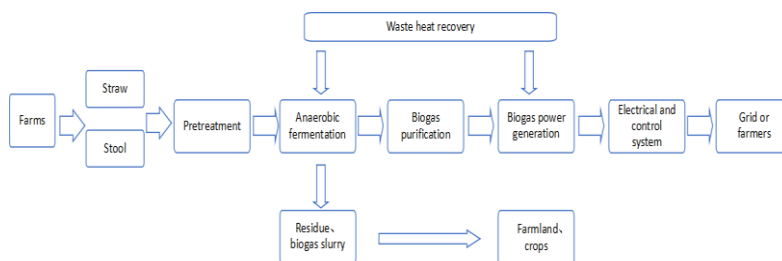 Waste heat recovery
Farms
Straw
Stool
Pretreatment
Anaerobic
fermentation
Biogas
purification
Biogas power
generation
Electrical and
control
system
Grid or
farmers
Residue、
biogas slurry
Farmland、
crops